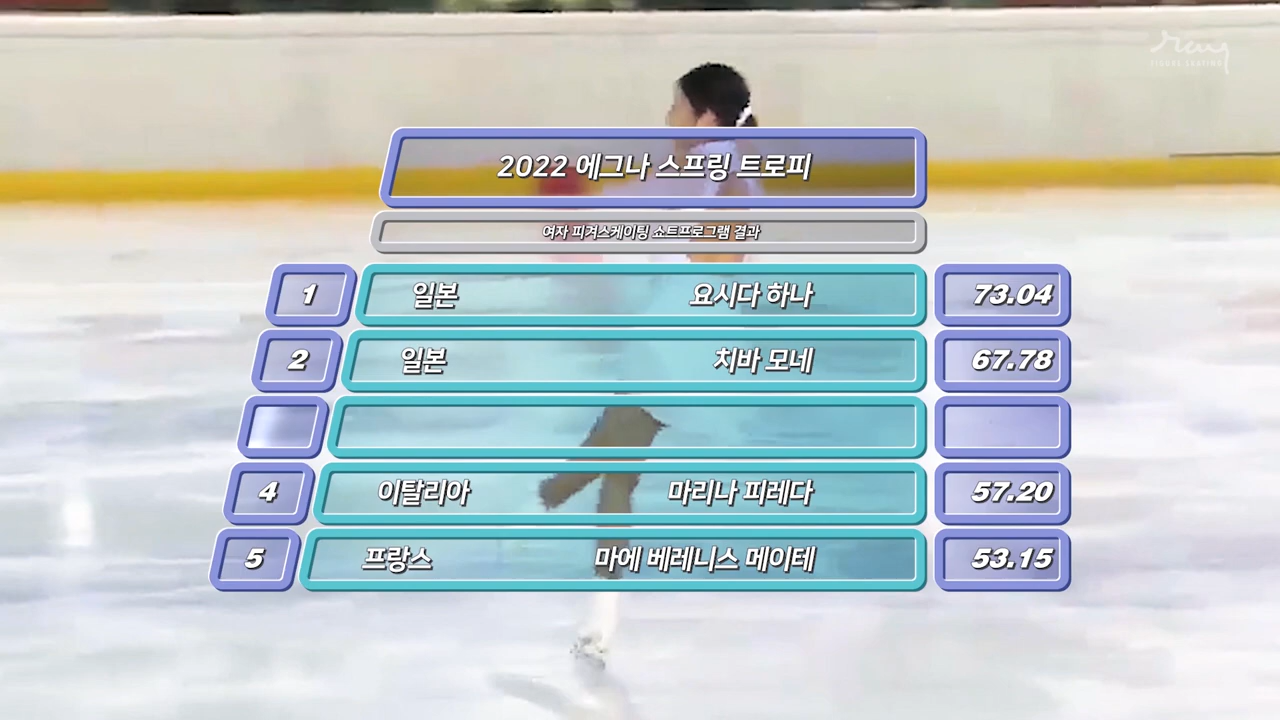 2022 에그나 스프링 트로피
여자 피겨스케이팅 쇼트프로그램 결과
1 일본 요시다 하나 73.04
2 일본 치바 모네 67.78
4 이탈리아 마리나 피레다 57.20
5 프랑스 마에 베레니스 메이테 53.15